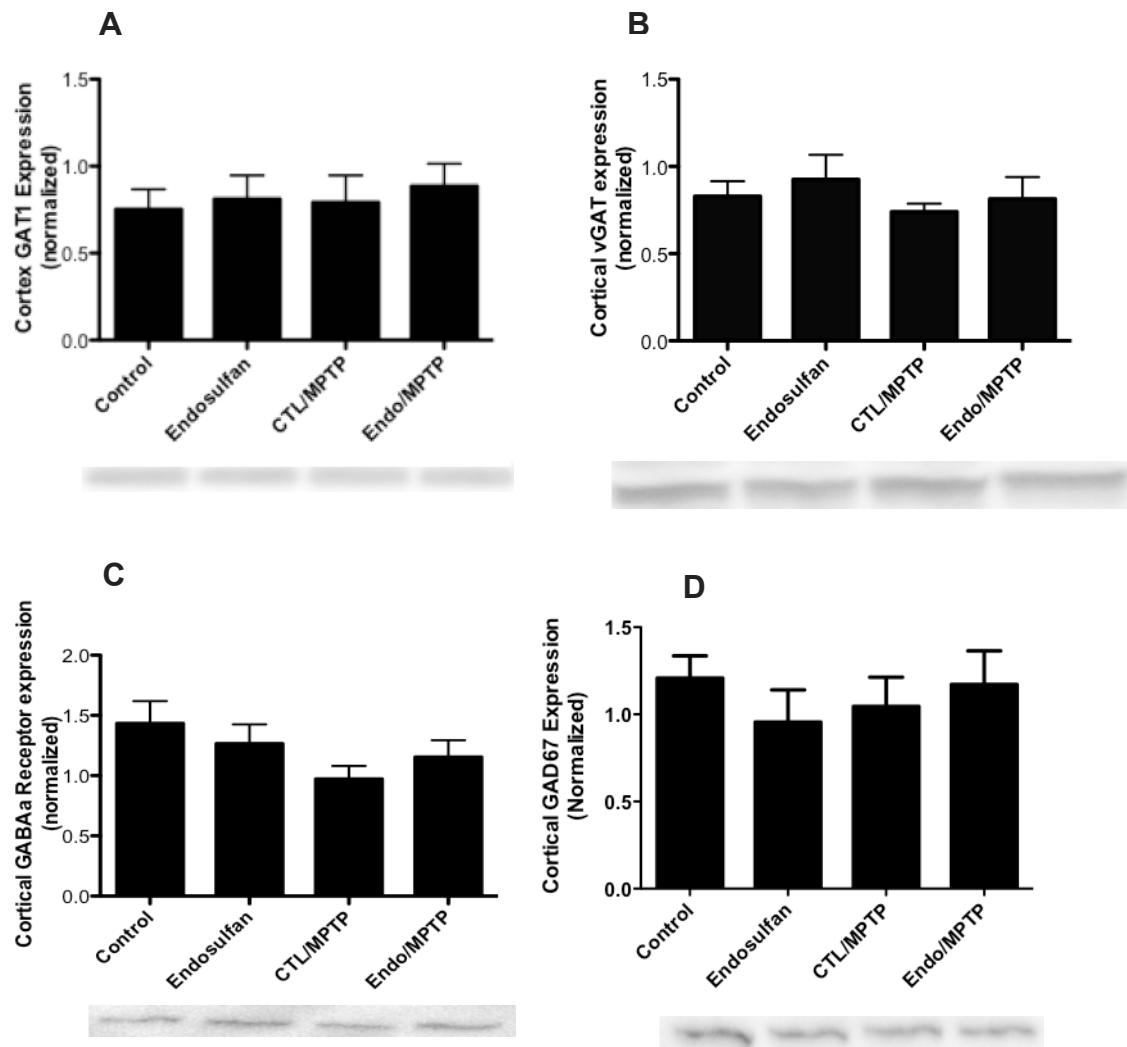 A
Cortex GAT1 Expression
(normalized)
1.5
1.0
0.5
0.0
Control
Endosulfan
CTL/MPTP
Endo/MPTP
B
Cortical vGAT expression
(normalized)
1.5
1.0
0.5
0.0
Control
Endosulfan
CTL/MPTP
Endo/MPTP
C
Cortical GABAa Receptor expression
(normalized)
2.0
1.5
1.0
0.5
0.0
Control
Endosulfan
CTL/MPTP
Endo/MPTP
D
Cortical GAD67 Expression
(Normalized)
1.5
1.0
0.5
0.0
Control
Endosulfan
CTL/MPTP
Endo/MPTP